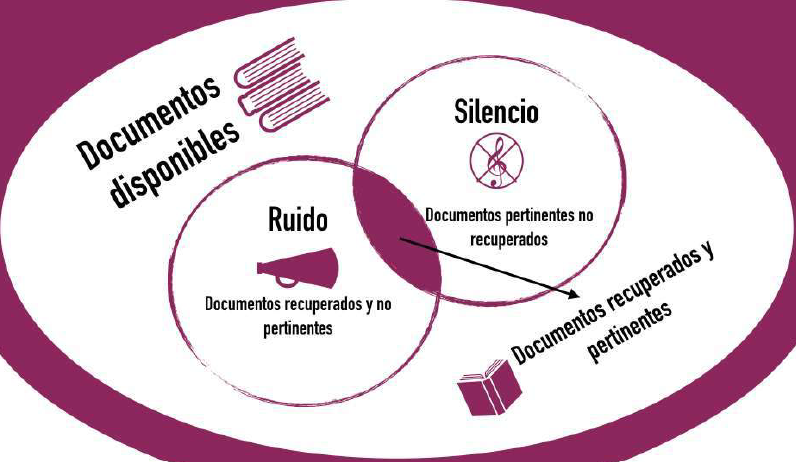 Documentos
disponibles
Silencio
Documentos pertinentes no
recuperados
Ruido
Documentos recuperados y no
pertinentes
Documentos recuperados y
pertinentes